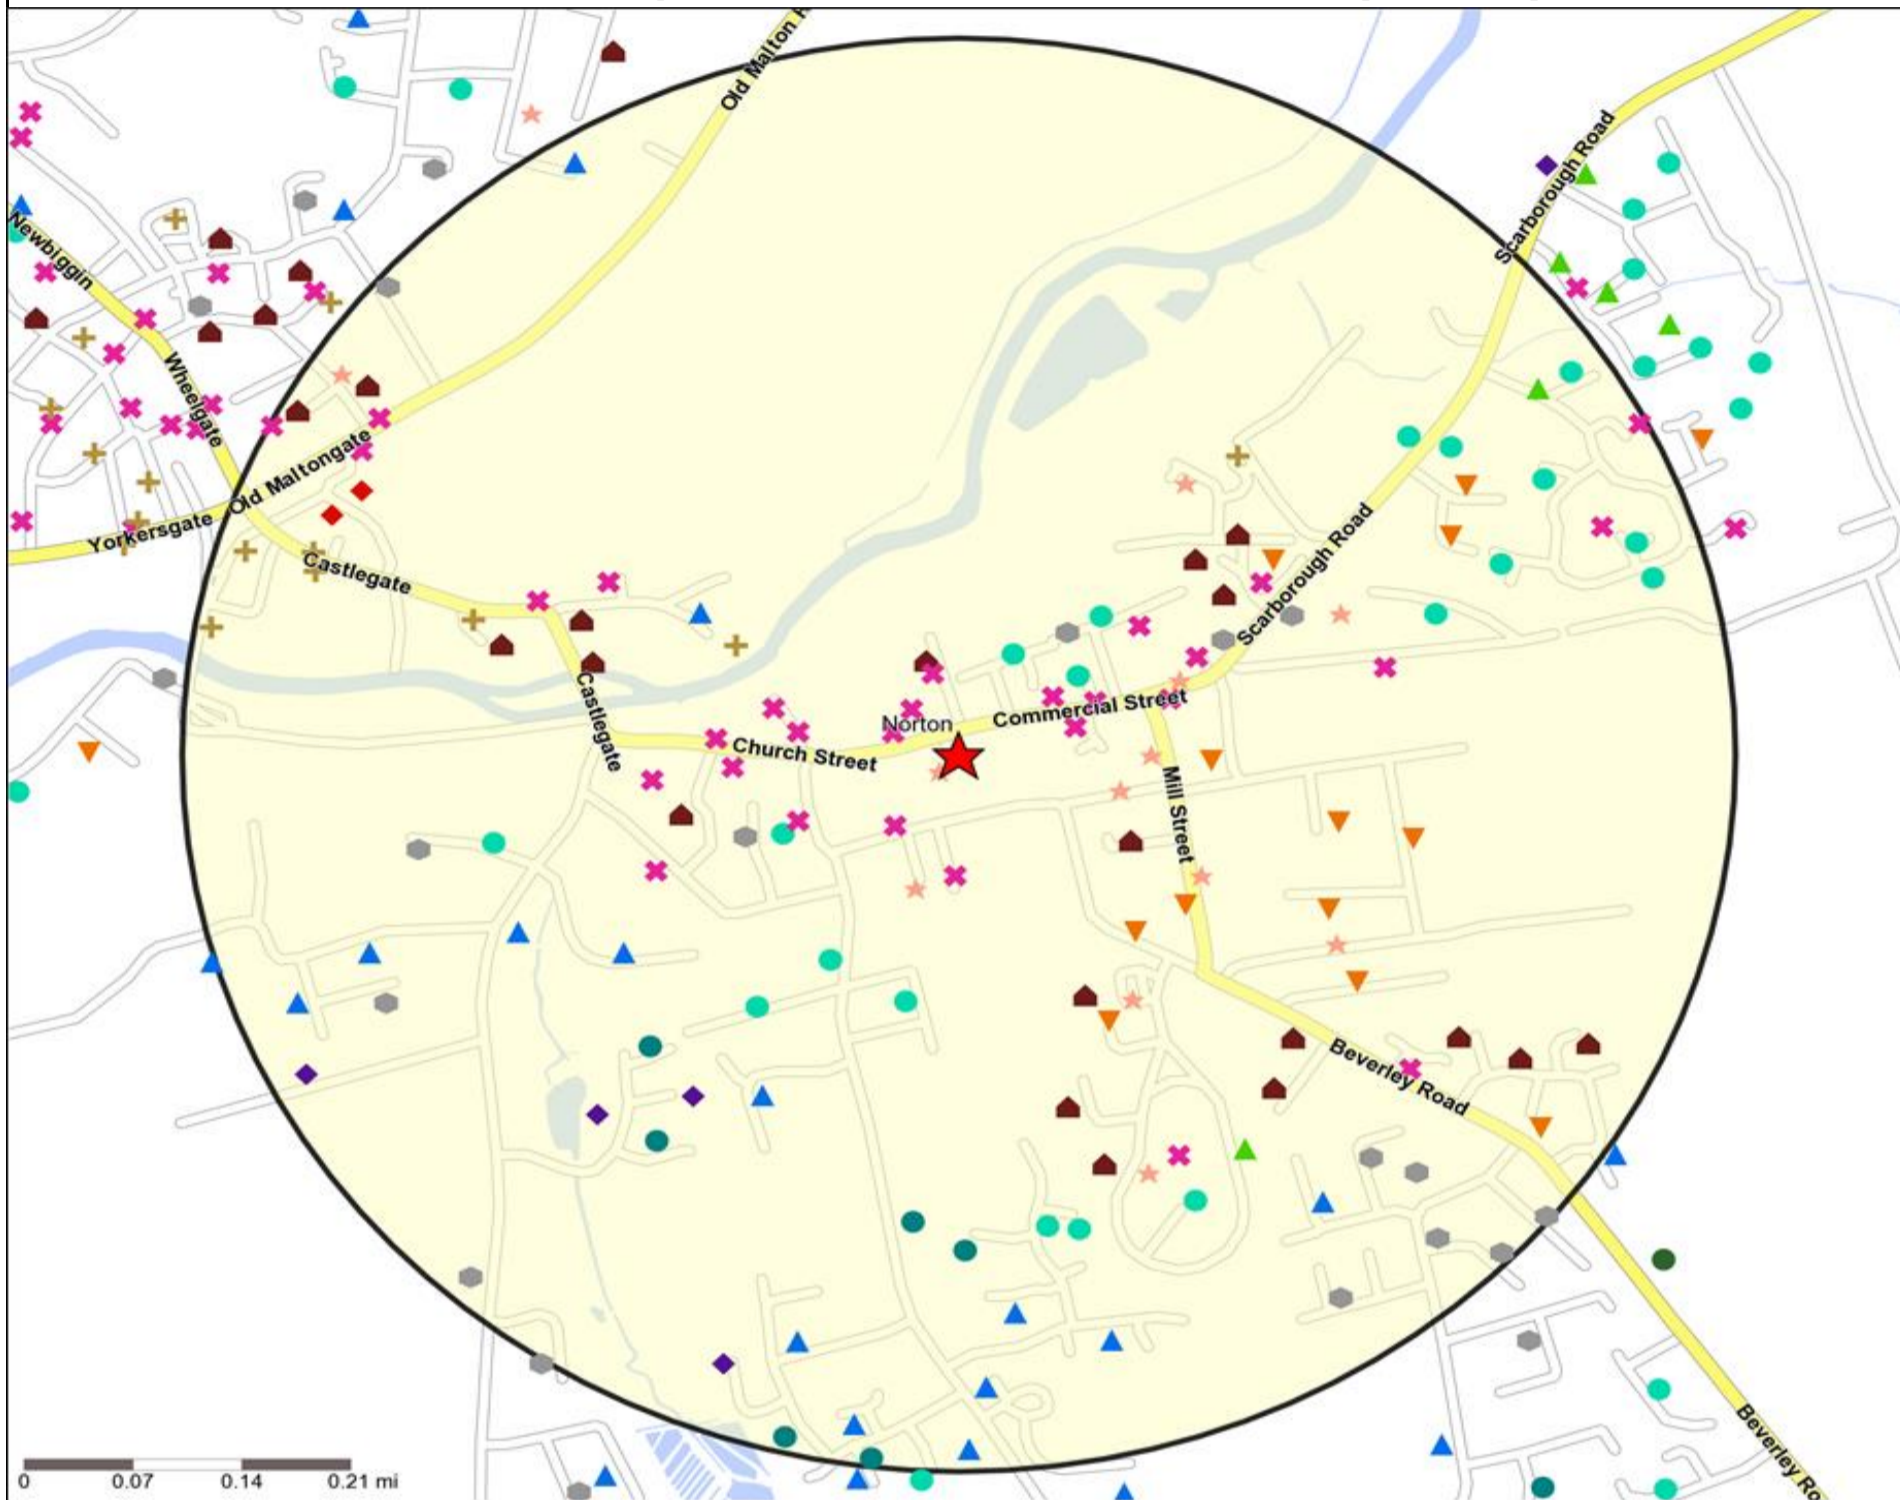 Old Malton R
Scarborough Road
Newbiggin
Wheelgate
Old Maltongate
Yorkersgate
Castlegate
Scarborough Road
Castlegate
Norton
Commercial Street
Church Street
Mill Street
Beverley Road
Beverley Ro
0 0.07 0.14 0.21 mi